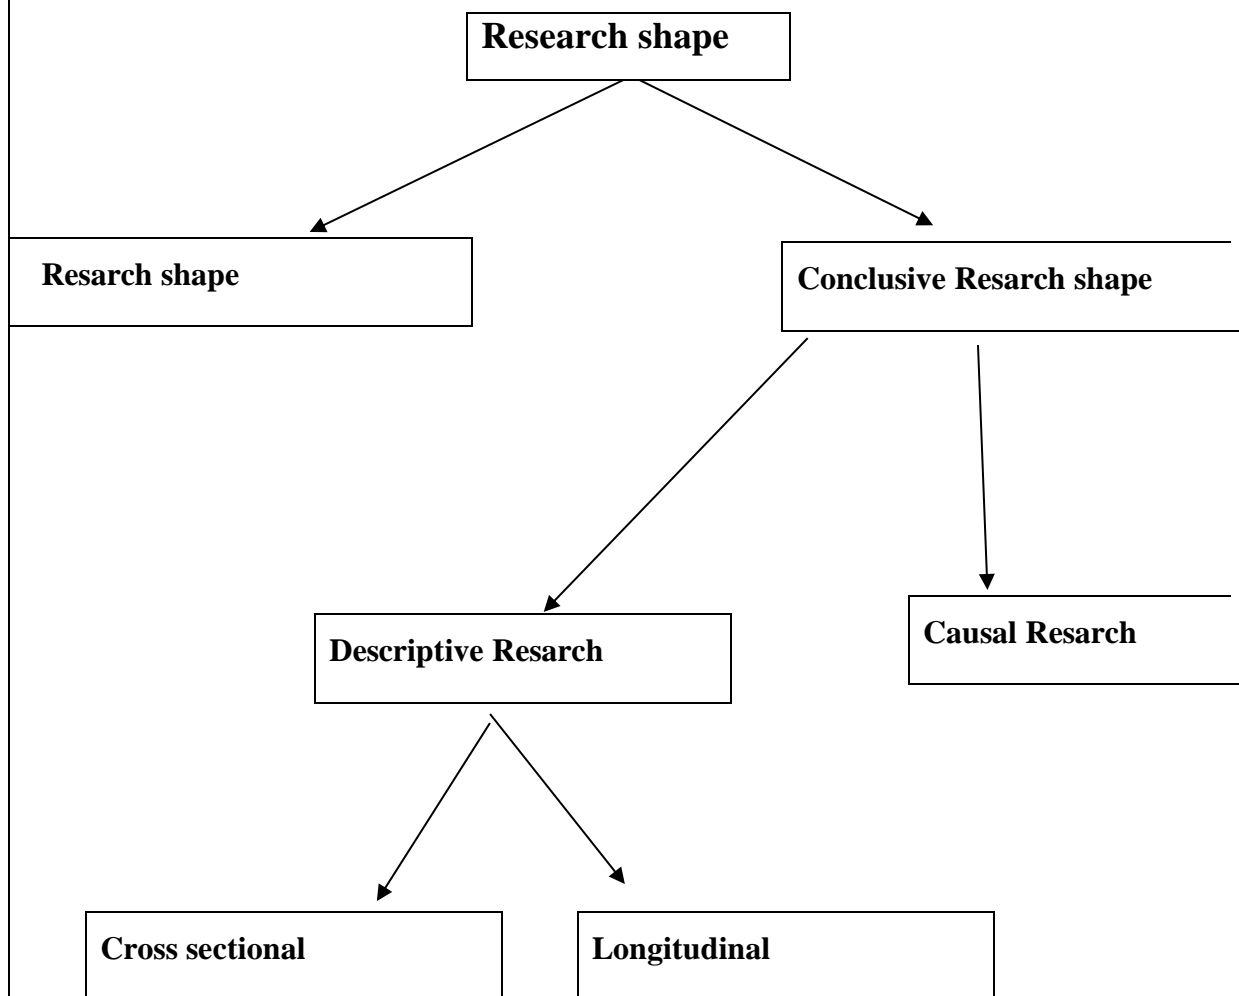 Research shape
Resarch shape
Conclusive Resarch shape
Descriptive Resarch
Causal Resarch
Cross sectional
Longitudinal